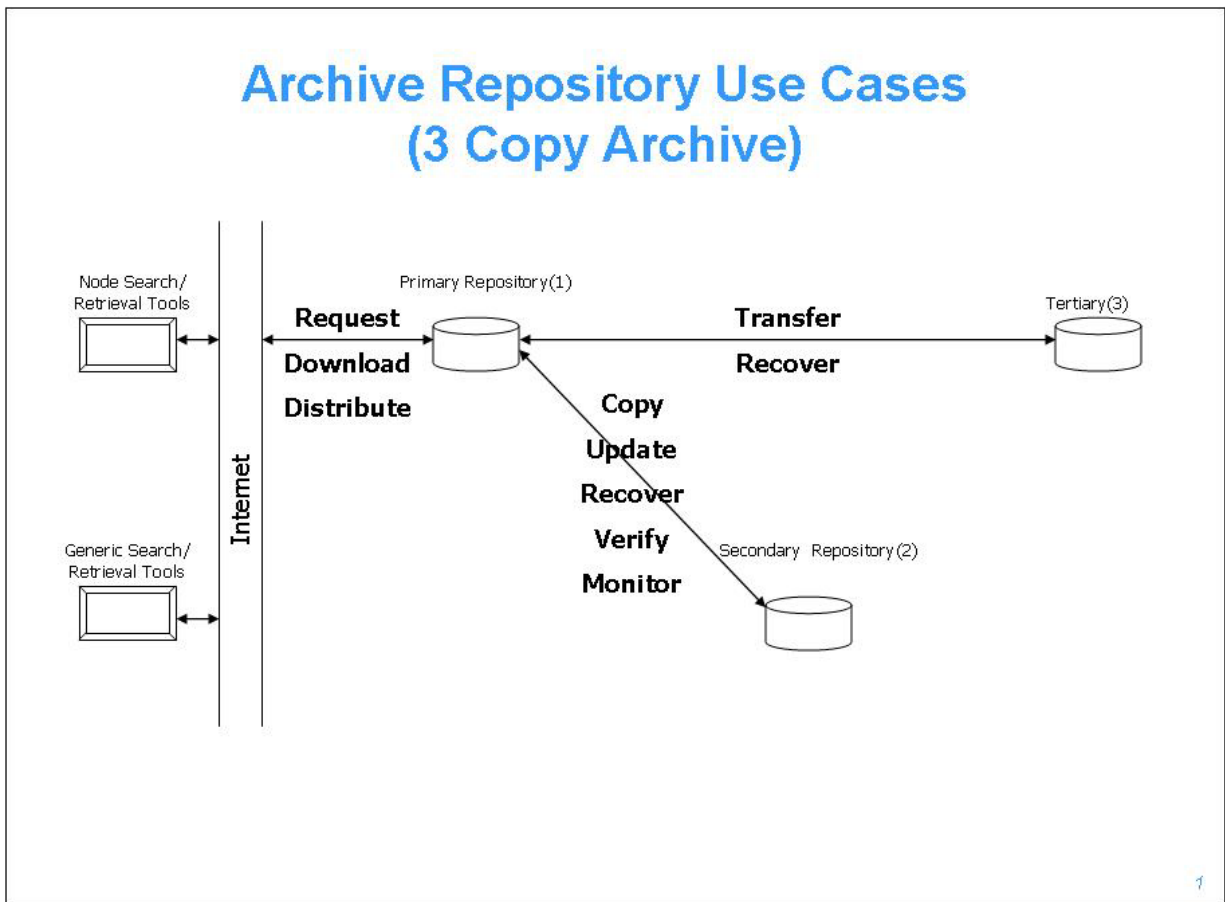 Archive Repository Use Cases
(3 Copy Archive)
Node Search/
Retrieval Tools
Primary Repository(1)
Tertiary(3)
Request
Download
Distribute
Transfer
Recover
Copy
Update
Recover
Verify
Monitor
Internet
Generic Search/
Retrieval Tools
Secondary Repository(2)
1